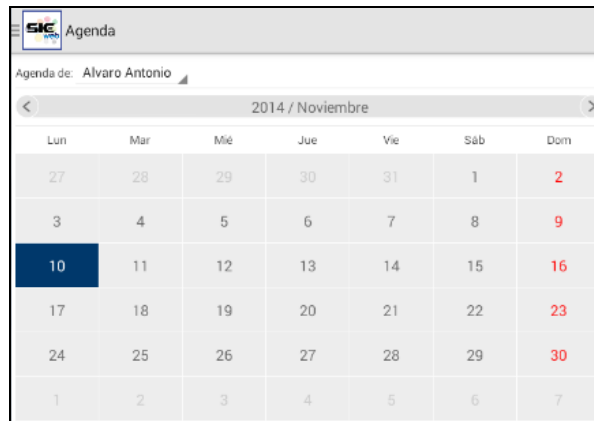 SIE web Agenda
Agenda de: Alvaro Antonio
2014 / Noviembre
Lun Mar Mié Jue Vie Sáb Dom
27 28 29 30 31 1 2
3 4 5 6 7 8 9
10 11 12 13 14 15 16
17 18 19 20 21 22 23
24 25 26 27 28 29 30
1 2 3 4 5 6 7